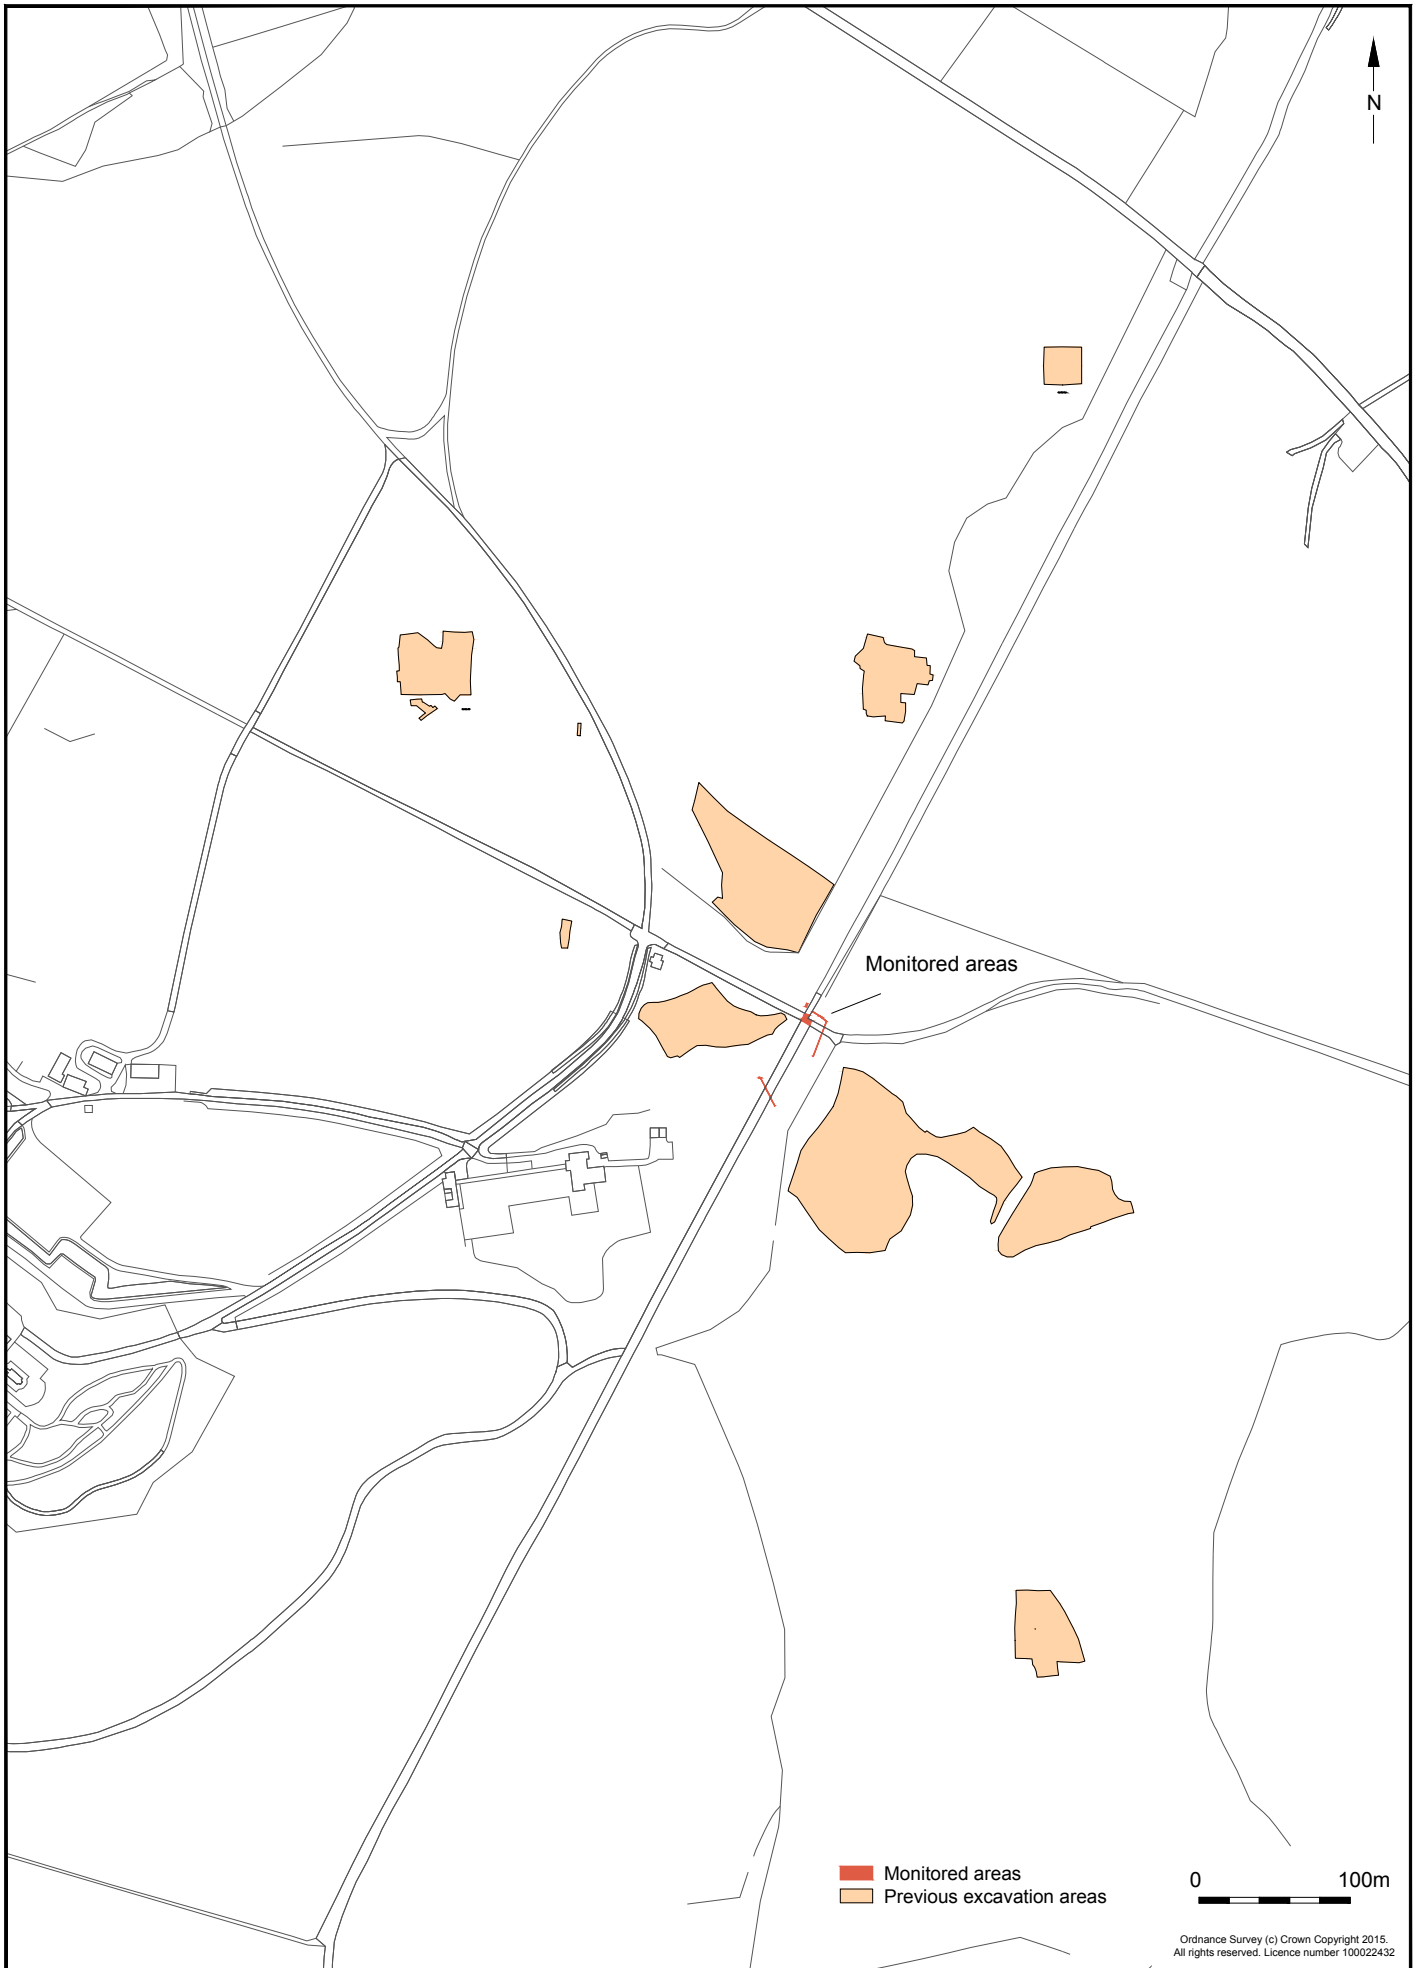 N
Monitored areas
Monitored areas
Previous excavation areas
0 100m
Ordnance Survey (c) Crown Copyright 2015.
All rights reserved. Licence number 100022432